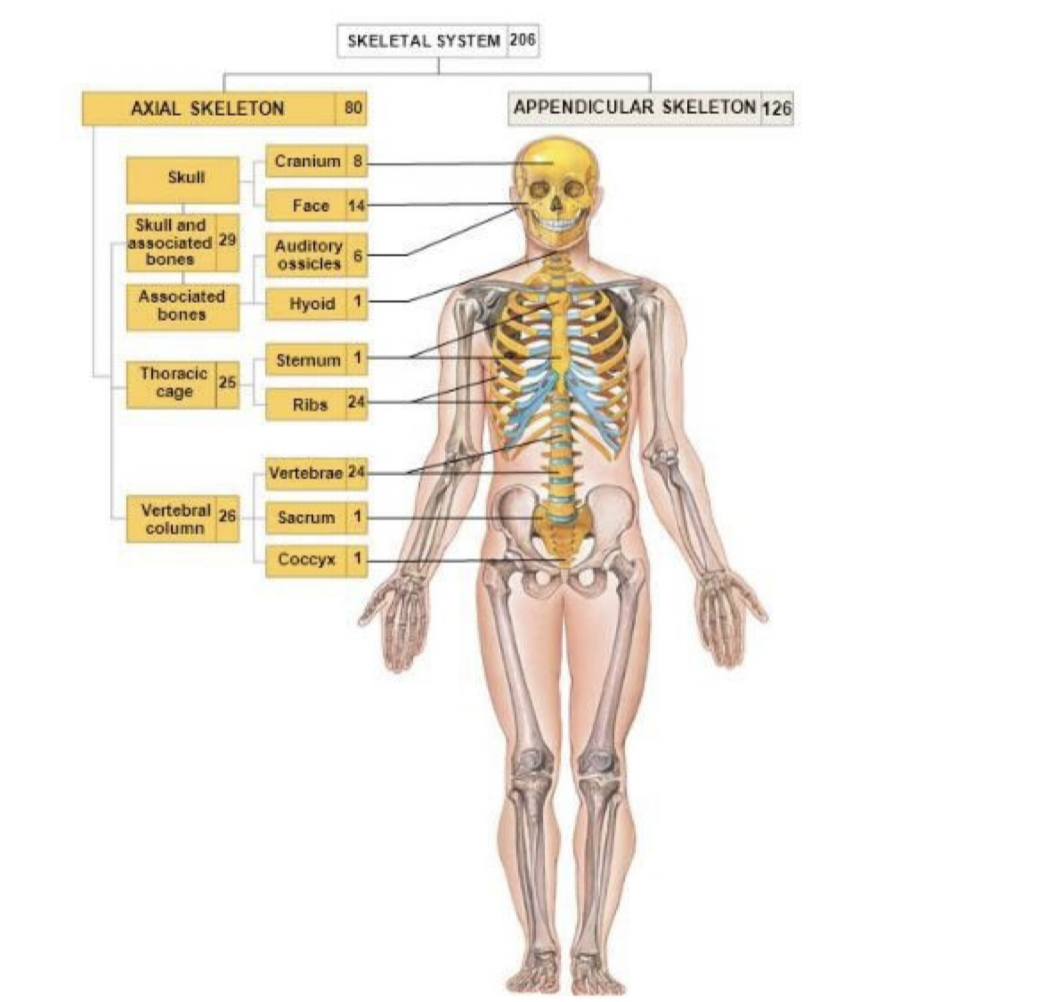 SKELETAL SYSTEM 206
AXIAL SKELETON 80
APPENDICULAR SKELETON 126
Skull
Cranium 8
Face 14
Skull and
associated 29
bones
Auditory
ossicles 6
Associated
bones
Hyoid 1
Sternum 1
Thoracic
cage 25
Ribs 24
Vertebrae 24
Vertebral
column 26
Sacrum 1
Coccyx 1